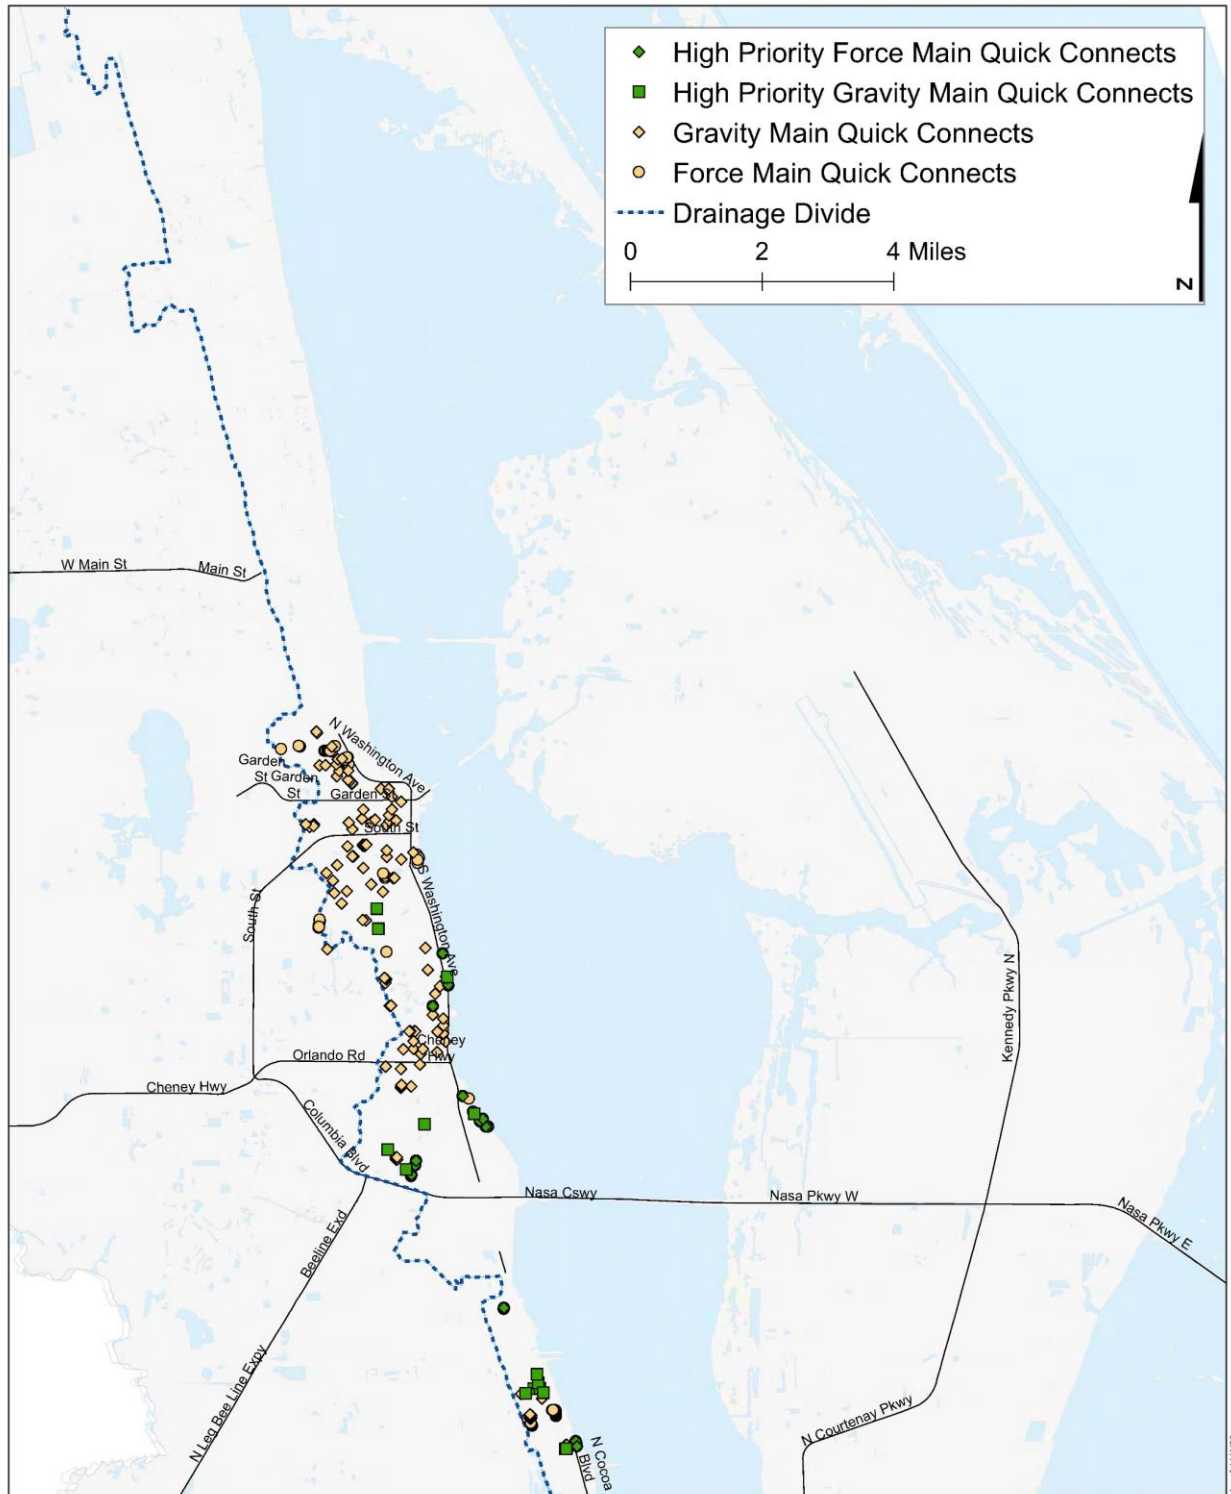 High Priority Force Main Quick Connects
High Priority Gravity Main Quick Connects
Gravity Main Quick Connects
Force Main Quick Connects
Drainage Divide
0 2 4 Miles
N
W Main St
Main St
N Washington Ave
Garden
St
Garden
St
Garden St
South St
S Washington Ave
South St
Cheney
Hwy
Orlando Rd
Cheney Hwy
Columbia Blvd
Kennedy Pkwy N
Nasa Cswy
Nasa Pkwy W
Nasa Pkwy E
Beeline Exd
N Leg Bee Line Expy
N Courtenay Pkwy
N Cocoa
Blvd